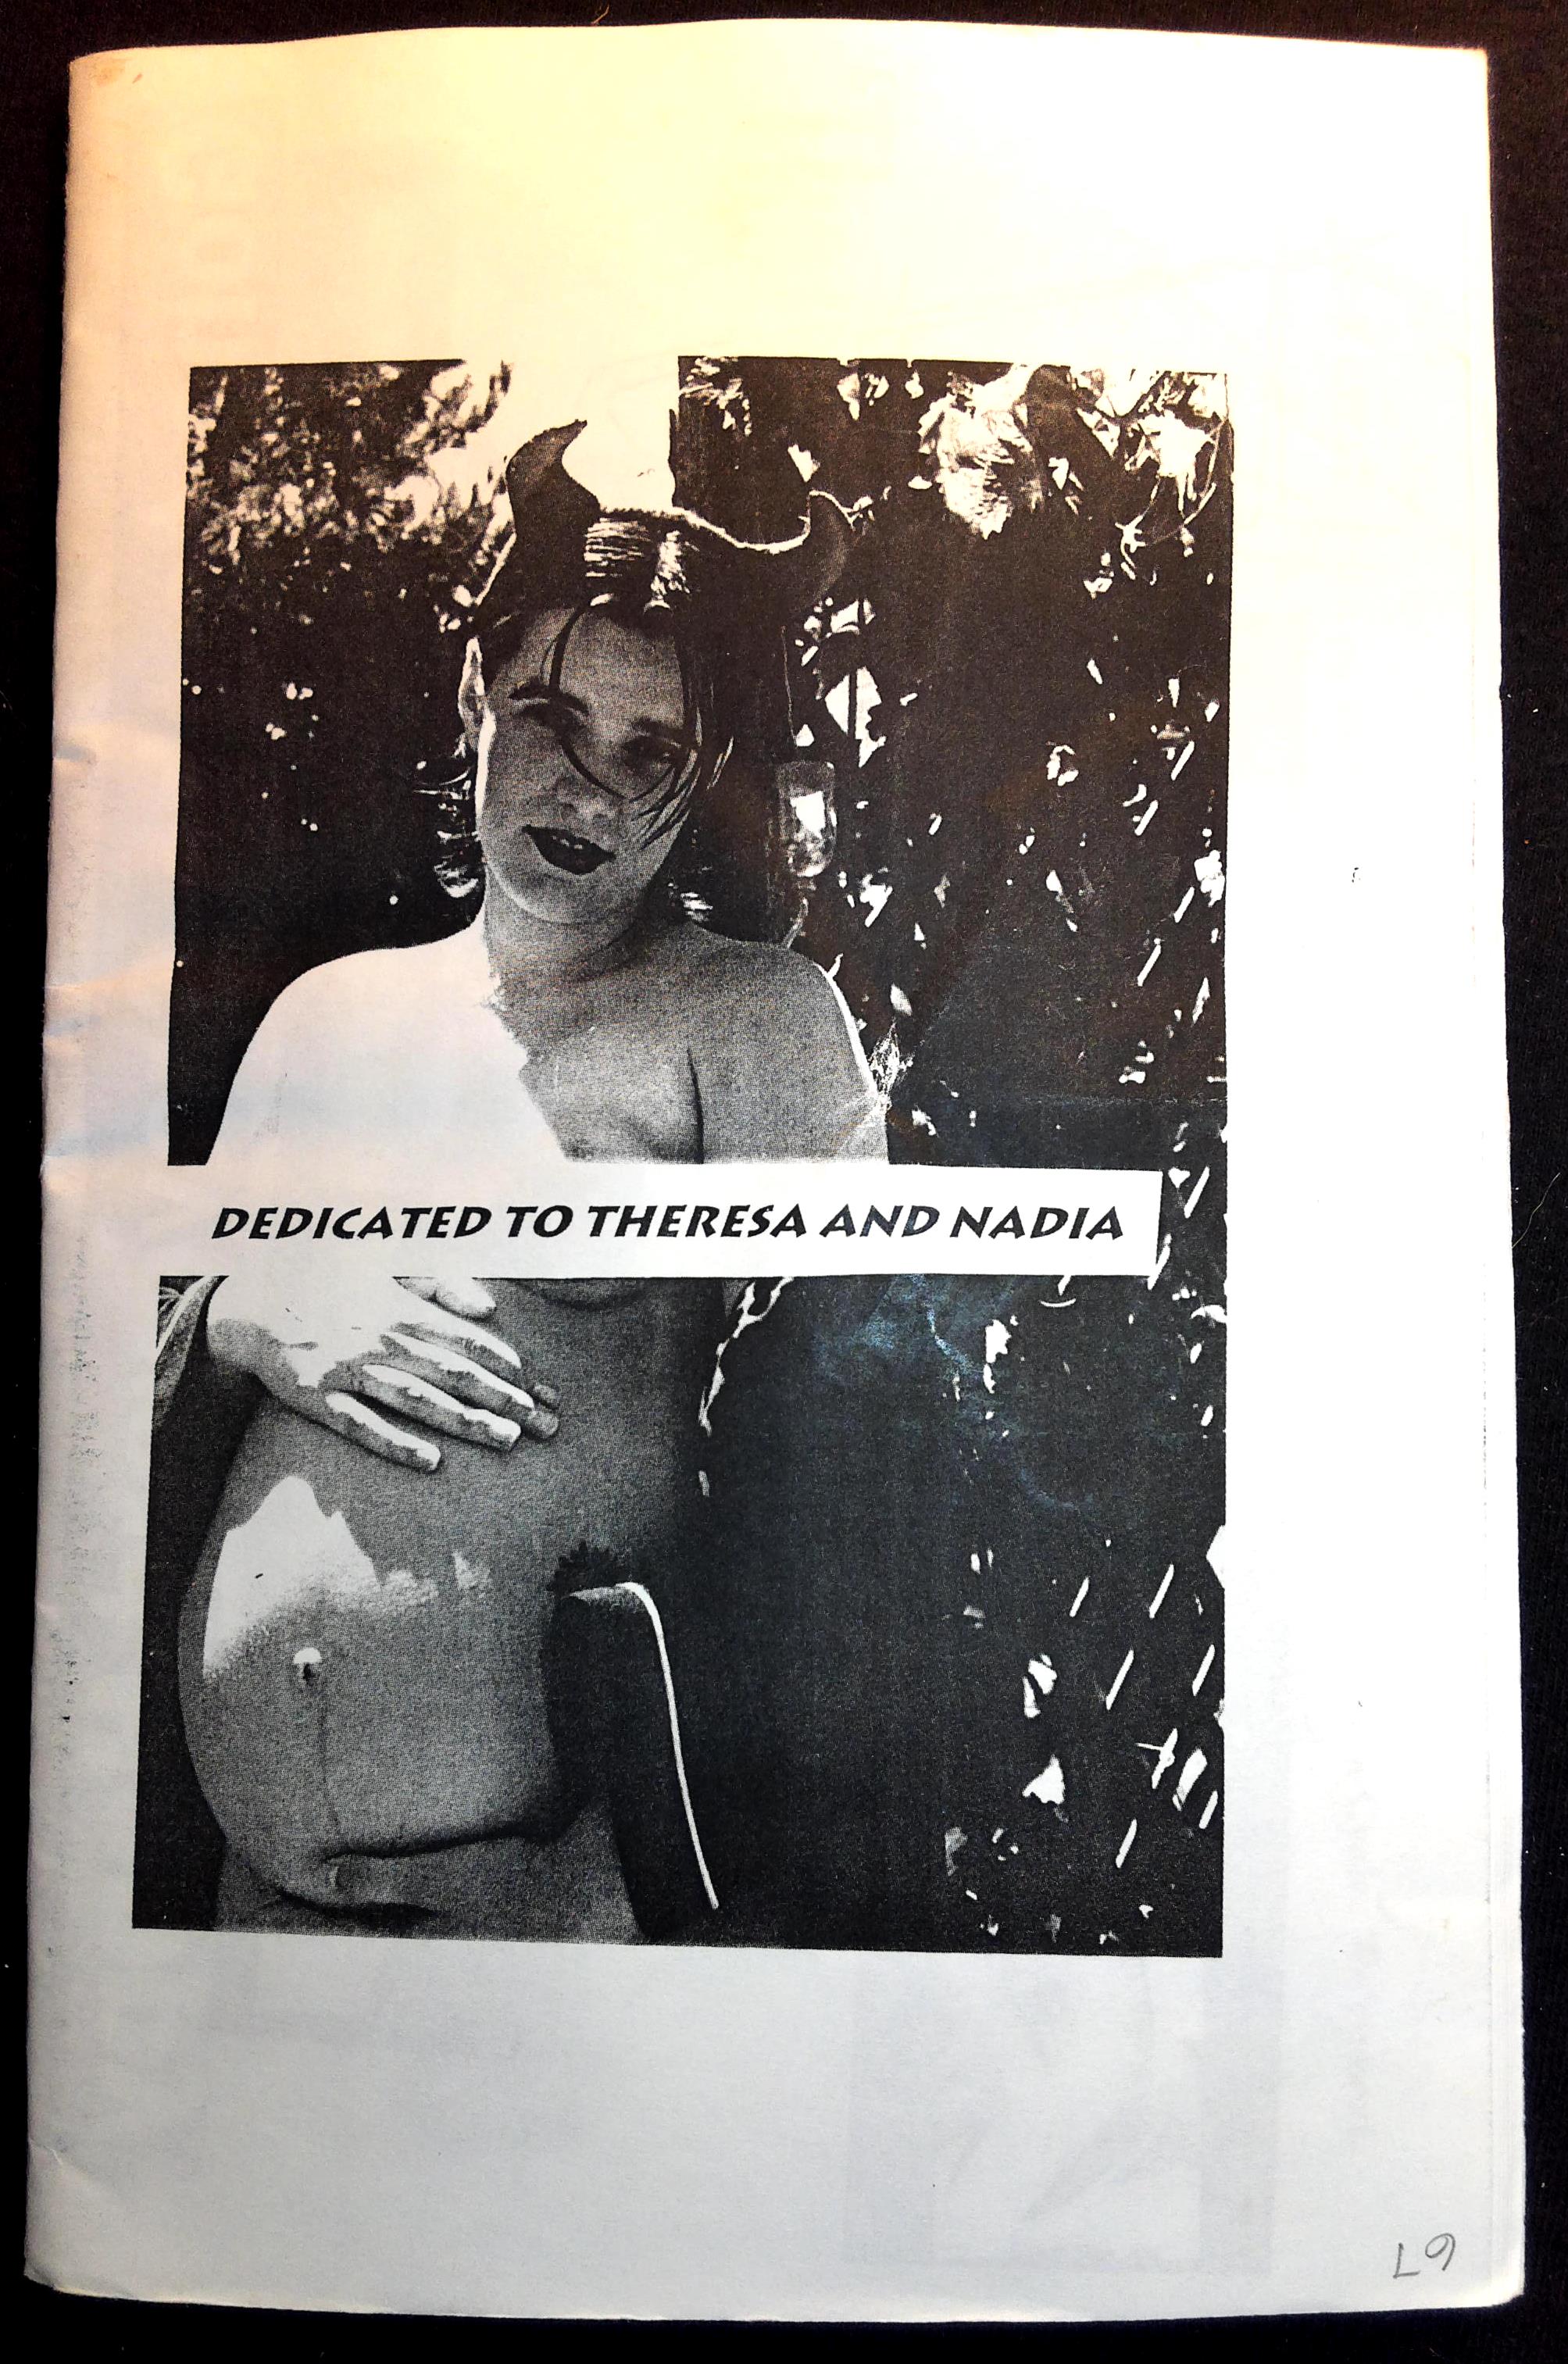 DEDICATED TO THERESA AND NADIA
L9